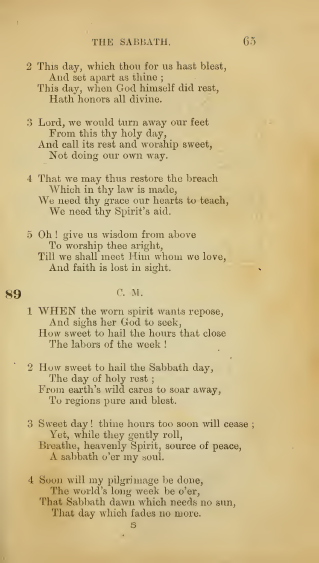 THE SABBATH. 65
2 This day, which thou for us hast blest,
And set apart as thine ;
This day, when God himself did rest,
Hath honors all divine.
3 Lord, we would turn away our feet
From this thy holy day,
And call its rest and worship sweet,
Not doing our own way.
4 That we may thus restore the breach
Which in thy law is made,
We need thy grace our hearts to teach,
We need thy Spirit's aid.
5 Oh ! give us wisdom from above
To worship thee aright,
Till we shall meet Him whom we love,
And faith is lost in sight.
89 C. M.
1 WHEN the worn spirit wants repose,
And sighs her God to seek,
How sweet to hail the hours that close
The labors of the week !
2 How sweet to hail the Sabbath day,
The day of holy rest ;
From earth's wild cares to soar away,
To regions pure and blest.
3 Sweet day ! thine hours too soon will cease ;
Yet, while they gently roll,
Breathe, heavenly Spirit, source of peace,
A sabbath o'er my soul.
4 Soon will my pilgrimage be done,
The world's long week be o'er,
That Sabbath dawn which needs no sun,
That day which fades no more.
S